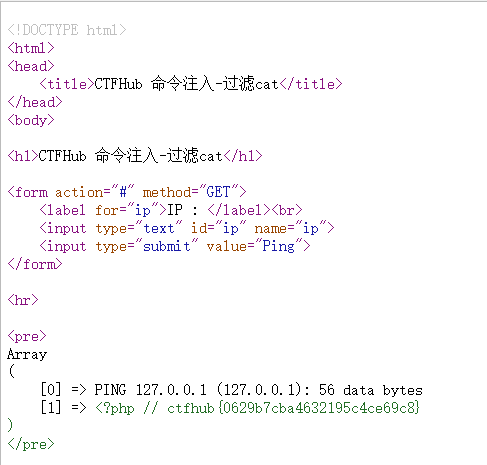 <!DOCTYPE html>
<html>
<head>
    <title>CTFHub 命令注入-过滤cat</title>
</head>
<body>
<h1>CTFHub 命令注入-过滤cat</h1>
<form action="#" method="GET">
    <label for="ip">IP : </label><br>
    <input type="text" id="ip" name="ip">
    <input type="submit" value="Ping">
</form>
<hr>
<pre>
Array
(
    [0] => PING 127.0.0.1 (127.0.0.1): 56 data bytes
    [1] => <?php // ctfhub{0629b7cba4632195c4ce69c8}
)
</pre>